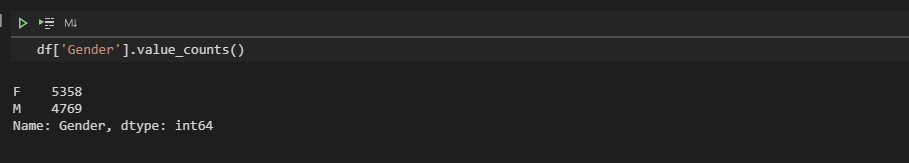 M↓
df['Gender'].value_counts()
F    5358
M    4769
Name: Gender, dtype: int64